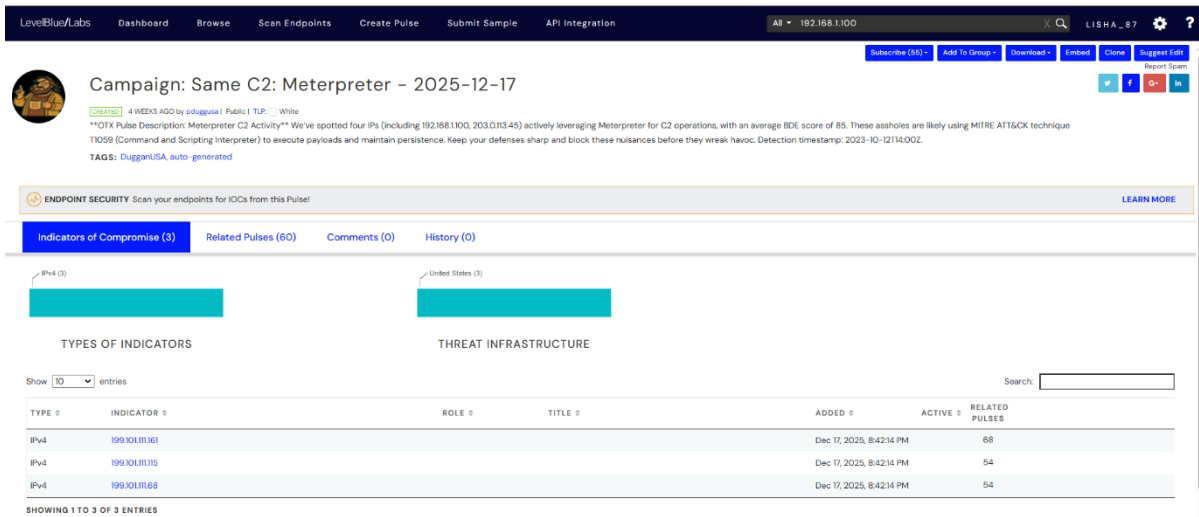 LevelBlue/Labs Dashboard Browse Scan Endpoints Create Pulse Submit Sample API Integration All 192.168.1.100 X LISHA_87 ?
Subscribe (55) Add To Group Download Embed Clone Suggest Edit
Report Spam
Campaign: Same C2: Meterpreter - 2025-12-17
CREATED 4 WEEKS AGO by pduggusa | Public | TLP: White
**OTX Pulse Description: Meterpreter C2 Activity** We've spotted four IPs (including 192.168.1.100, 203.0.113.45) actively leveraging Meterpreter for C2 operations, with an average BDE score of 85. These assholes are likely using MITRE ATT&CK technique
T1059 (Command and Scripting Interpreter) to execute payloads and maintain persistence. Keep your defenses sharp and block these nuisances before they wreak havoc. Detection timestamp: 2023-10-12T14:00Z.
TAGS: DugganUSA, auto-generated
ENDPOINT SECURITY Scan your endpoints for IOCs from this Pulse! LEARN MORE
Indicators of Compromise (3) Related Pulses (60) Comments (0) History (0)
IPv4 (3) United States (3)
TYPES OF INDICATORS THREAT INFRASTRUCTURE
Show 10 entries Search:
TYPE INDICATOR ROLE TITLE ADDED ACTIVE RELATED PULSES
IPv4 199.101.111.161 Dec 17, 2025, 8:42:14 PM 68
IPv4 199.101.111.115 Dec 17, 2025, 8:42:14 PM 54
IPv4 199.101.111.68 Dec 17, 2025, 8:42:14 PM 54
SHOWING 1 TO 3 OF 3 ENTRIES